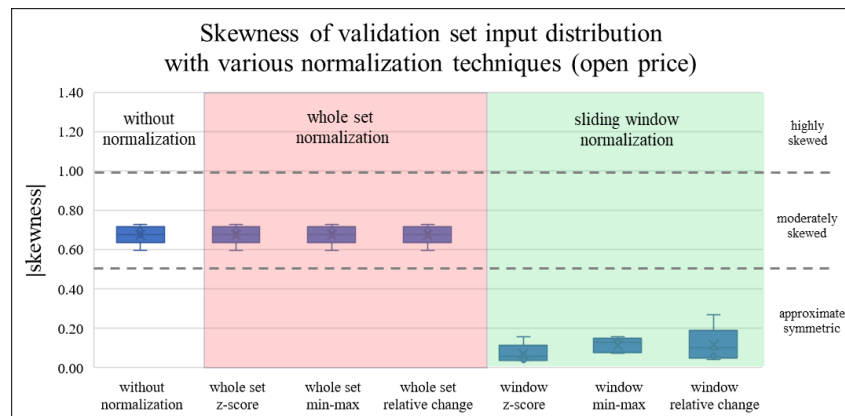 Skewness of validation set input distribution
with various normalization techniques (open price)
1.40
1.20
1.00
0.80
0.60
0.40
0.20
0.00
|skewness|
without
normalization
whole set
normalization
sliding window
normalization
highly
skewed
moderately
skewed
approximate
symmetric
without
normalization
whole set
z-score
whole set
min-max
whole set
relative change
window
z-score
window
min-max
window
relative change